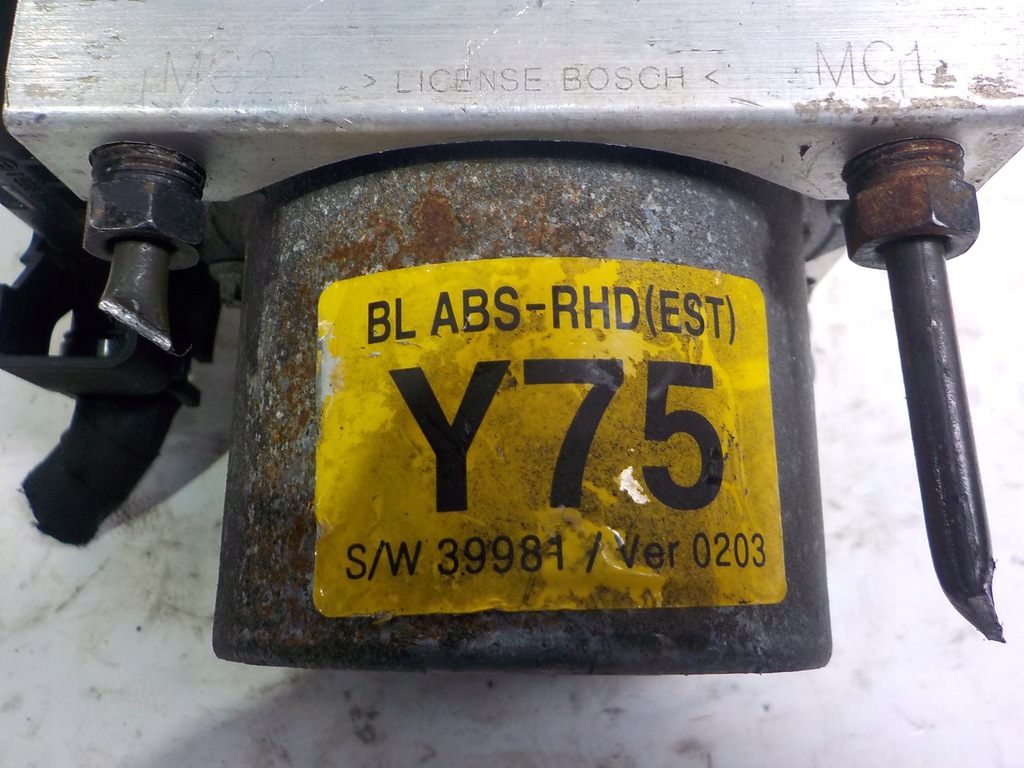 MC2 > LICENSE BOSCH < MC1
BL ABS-RHD(EST)
Y75
S/W 39981 / Ver 0203